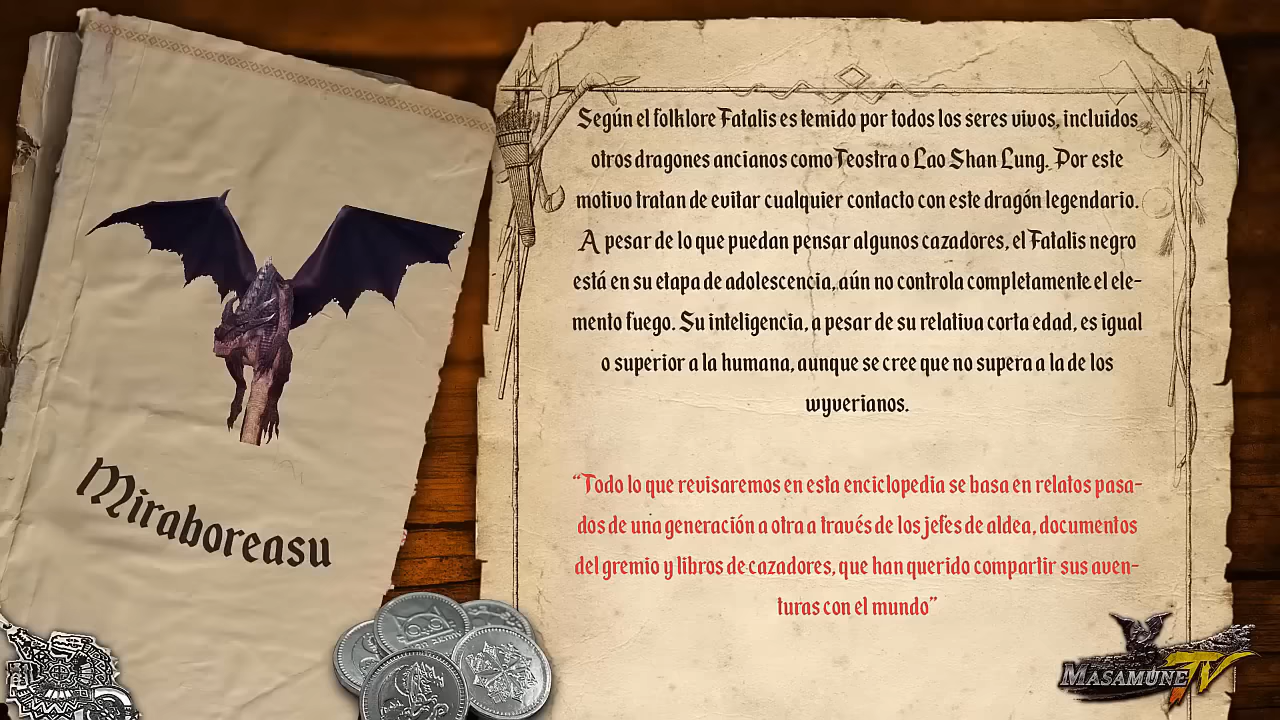 Miraboreasu
Según el folklore Fatalis es temido por todos los seres vivos, incluidos
otros dragones ancianos como Teostra o Lao Shan Lung. Por este
motivo tratan de evitar cualquier contacto con este dragón legendario.
A pesar de lo que puedan pensar algunos cazadores, el Fatalis negro
está en su etapa de adolescencia, aún no controla completamente el ele-
mento fuego. Su inteligencia, a pesar de su relativa corta edad, es igual
o superior a la humana, aunque se cree que no supera a la de los
wyverianos.
“Todo lo que revisaremos en esta enciclopedia se basa en relatos pasa-
dos de una generación a otra a través de los jefes de aldea, documentos
del gremio y libros de cazadores, que han querido compartir sus aven-
turas con el mundo”
MASAMUNE TV